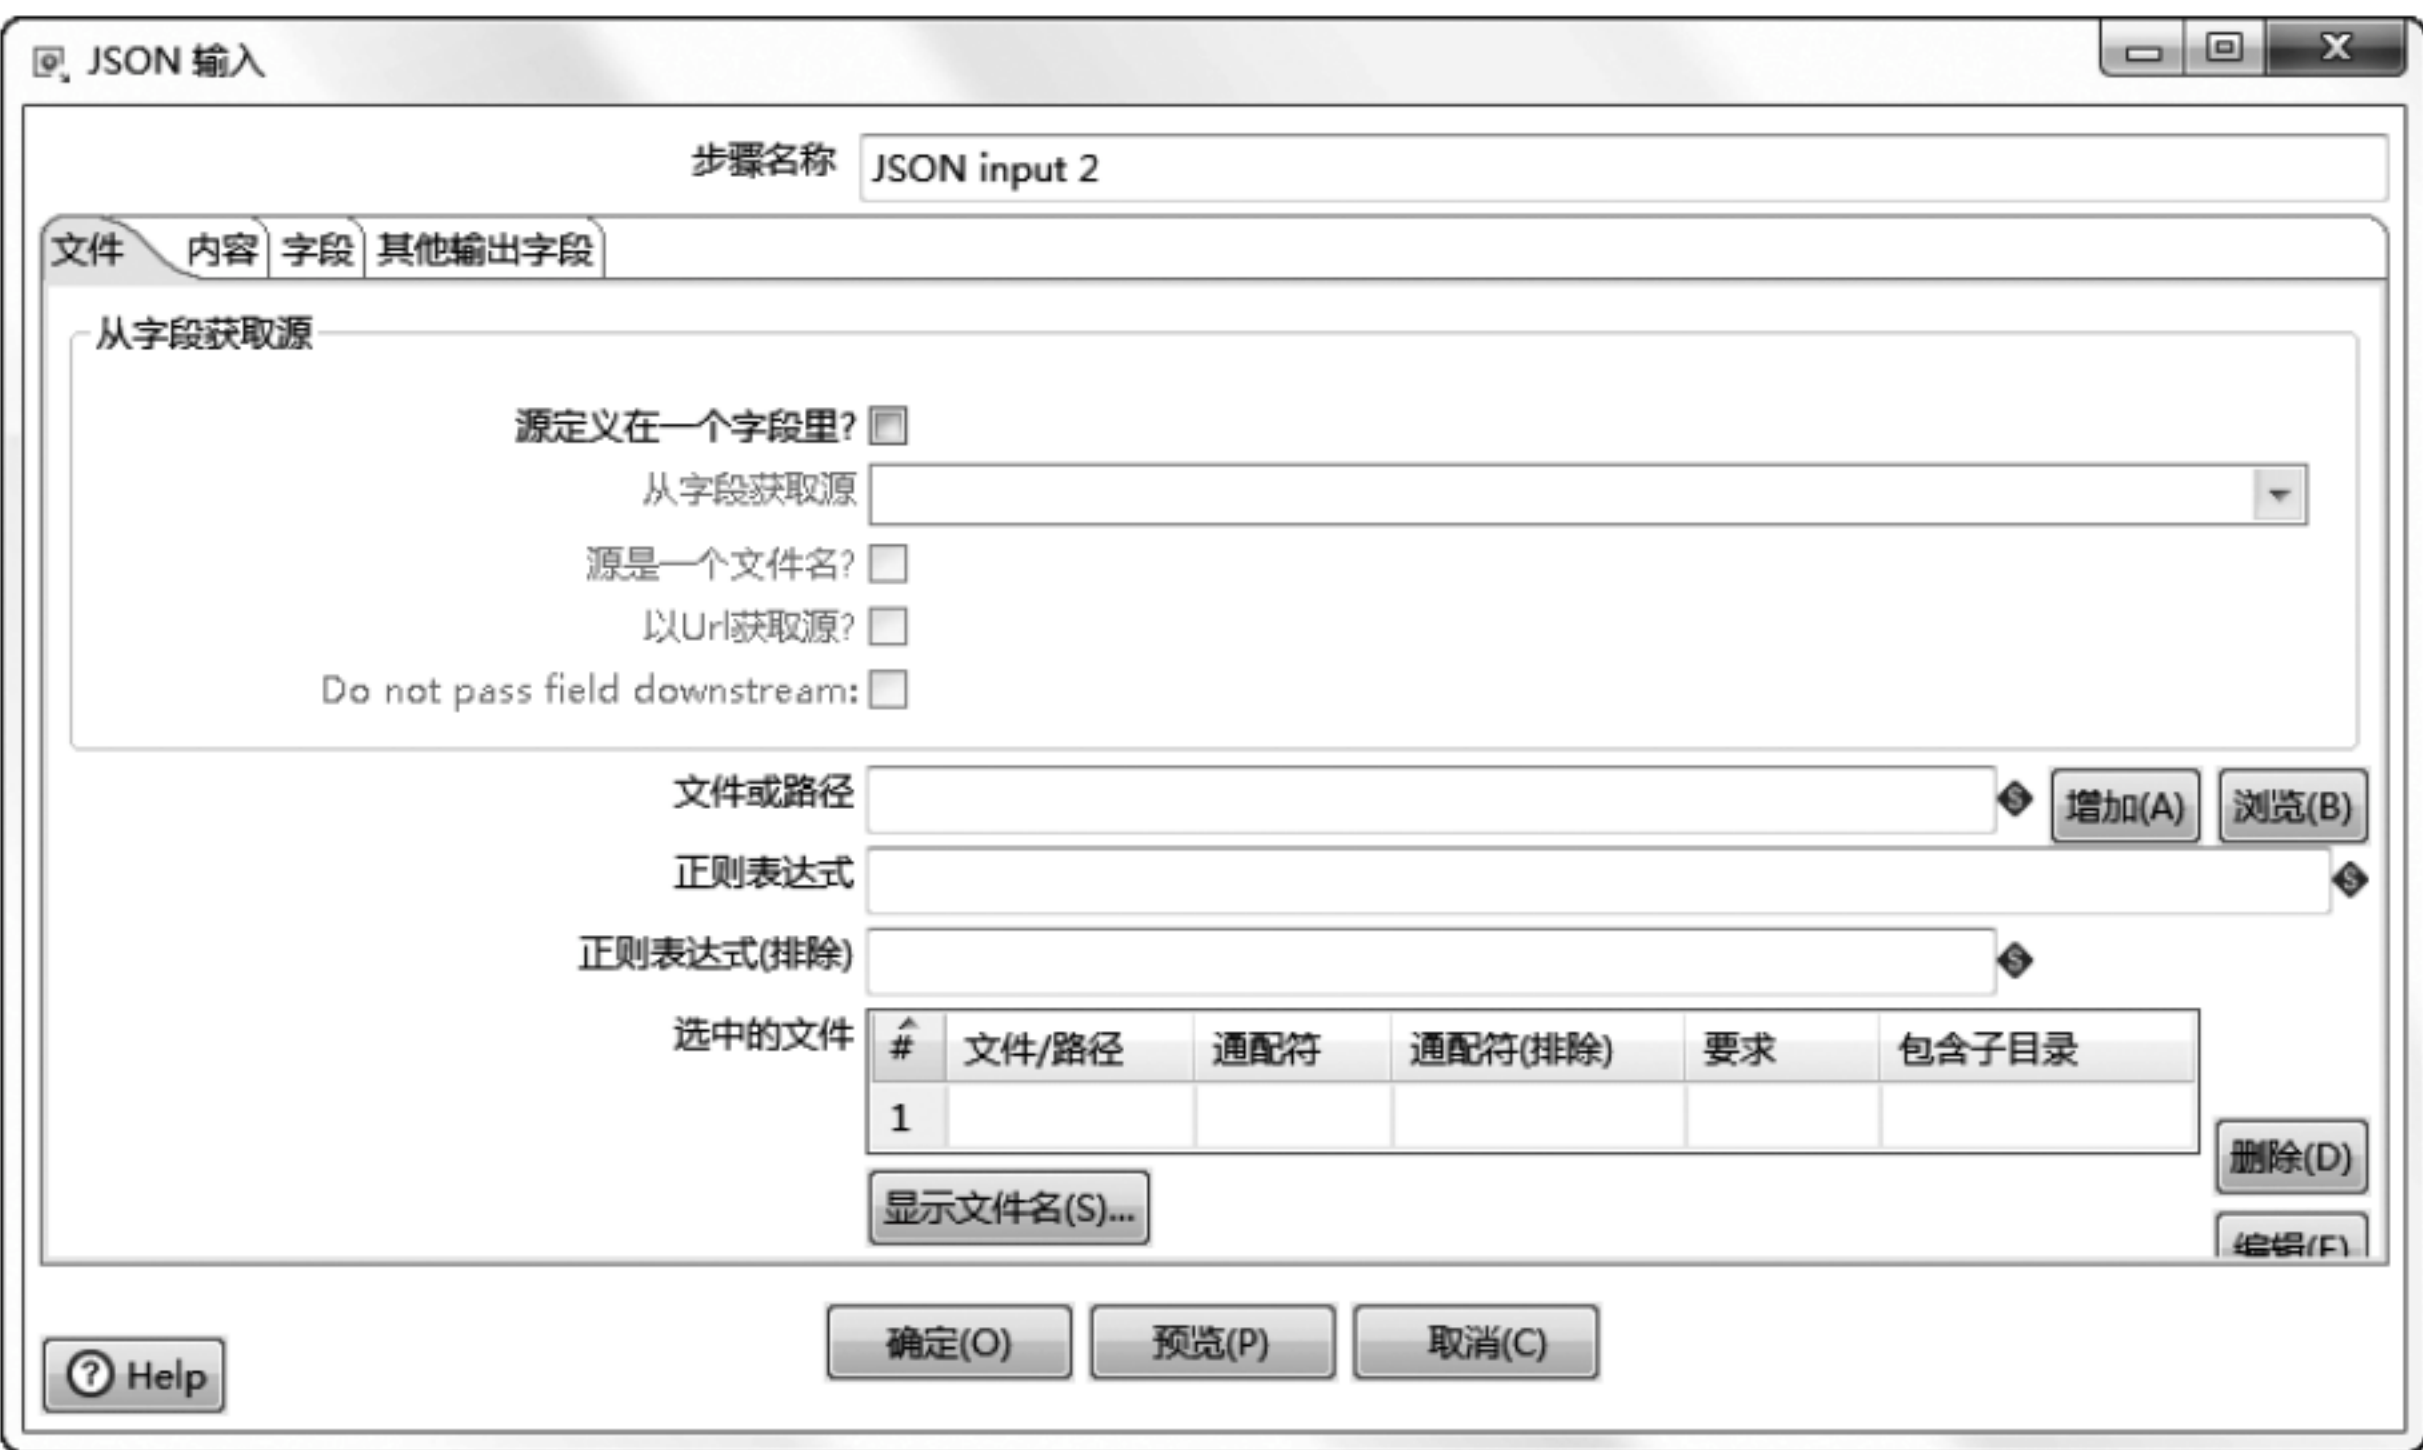 JSON 输入
步骤名称 JSON input 2
文件 内容 字段 其他输出字段
从字段获取源
源定义在一个字段里?
从字段获取源
源是一个文件名?
以Url获取源?
Do not pass field downstream:
文件或路径 增加(A) 浏览(B)
正则表达式
正则表达式(排除)
选中的文件 # 文件/路径 通配符 通配符(排除) 要求 包含子目录
1
删除(D)
显示文件名(S)...
编辑(E)
确定(O) 预览(P) 取消(C)
Help